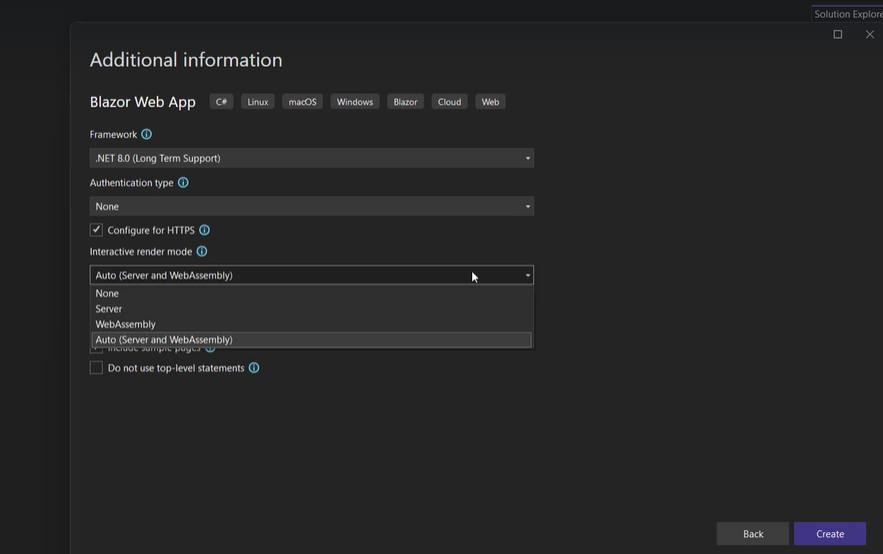 Solution Explore
Additional information
Blazor Web App C# Linux macOS Windows Blazor Cloud Web
Framework
.NET 8.0 (Long Term Support)
Authentication type
None
Configure for HTTPS
Interactive render mode
Auto (Server and WebAssembly)
None
Server
WebAssembly
Auto (Server and WebAssembly)
Include sample pages
Do not use top-level statements
Back Create